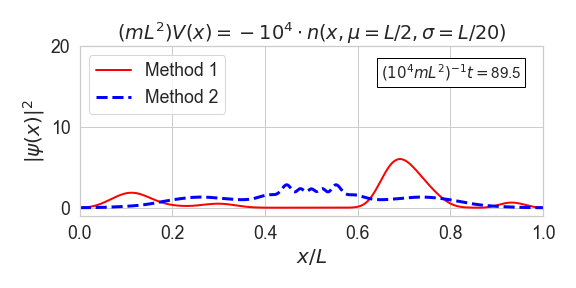 (mL²)V(x) = −10⁴ · n(x, μ = L/2, σ = L/20)
20
10
0
|ψ(x)|²
Method 1
Method 2
(10⁴mL²)⁻¹t = 89.5
0.0 0.2 0.4 0.6 0.8 1.0
x/L